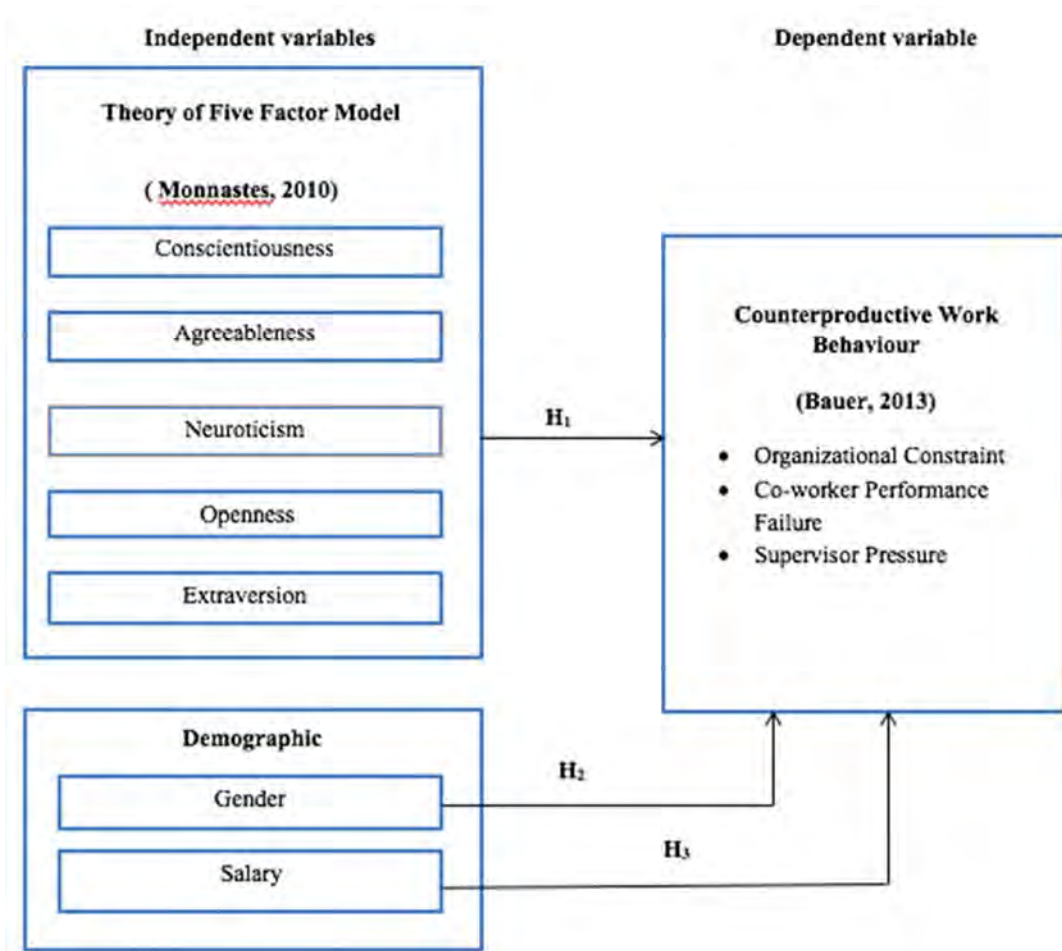 Independent variables
Dependent variable
Theory of Five Factor Model
( Monnastes, 2010)
Conscientiousness
Agreeableness
Neuroticism
Openness
Extraversion
H₁
Counterproductive Work
Behaviour
(Bauer, 2013)
• Organizational Constraint
• Co-worker Performance
Failure
• Supervisor Pressure
Demographic
Gender
Salary
H₂
H₃